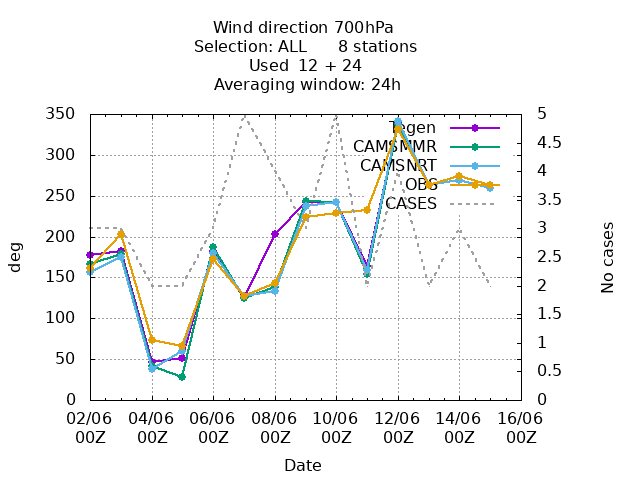 Wind direction 700hPa
Selection: ALL 8 stations
Used 12 + 24
Averaging window: 24h
350
300
250
200
150
100
50
0
deg
5
4.5
4
3.5
3
2.5
2
1.5
1
0.5
0
No cases
Tegen
CAMSMMR
CAMSNRT
OBS
CASES
02/06 04/06 06/06 08/06 10/06 12/06 14/06 16/06
00Z 00Z 00Z 00Z 00Z 00Z 00Z 00Z
Date